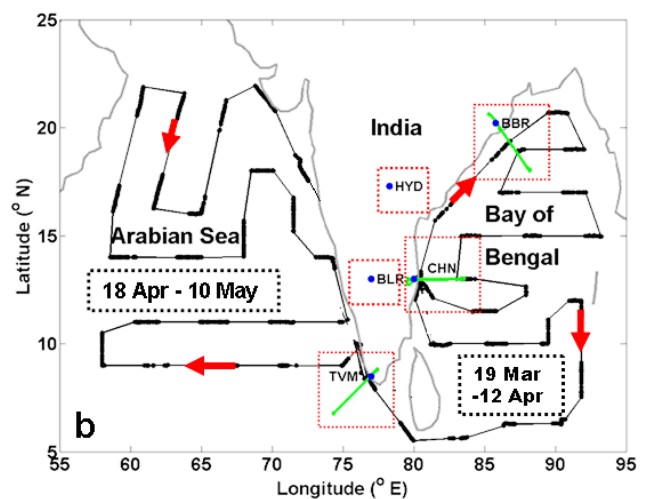 25
20
15
10
5
Latitude (° N)
India
BBR
HYD
Bay of
Bengal
Arabian Sea
CHN
BLR
18 Apr - 10 May
TVM
19 Mar
-12 Apr
b
55 60 65 70 75 80 85 90 95
Longitude (° E)